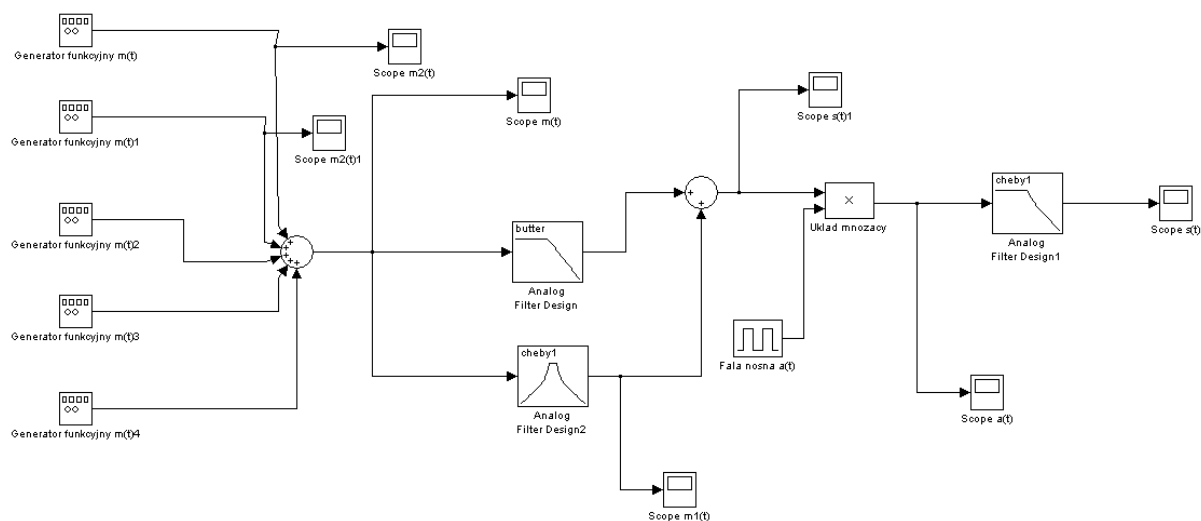 Generator funkcyjny m(t)
Scope m2(t)
Generator funkcyjny m(t)1
Scope m2(t)1
Scope m(t)
Scope s(t)1
Generator funkcyjny m(t)2
butter
Analog
Filter Design
Uklad mnozacy
cheby1
Analog
Filter Design1
Scope s(t)
Generator funkcyjny m(t)3
cheby1
Analog
Filter Design2
Fala nosna a(t)
Scope a(t)
Generator funkcyjny m(t)4
Scope m1(t)